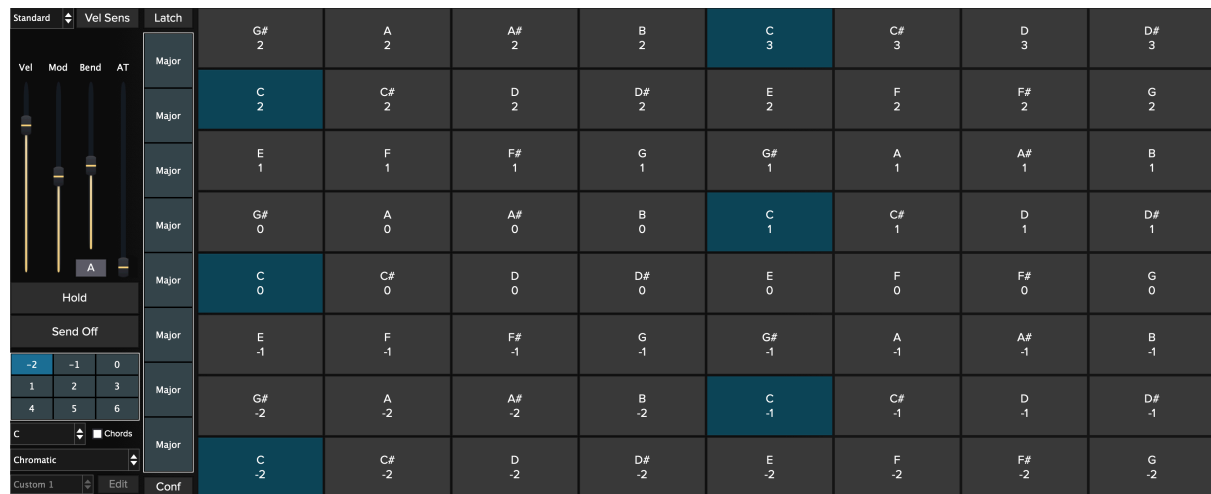 Standard Vel Sens Latch
Vel Mod Bend AT
A
Hold
Send Off
-2 -1 0
1 2 3
4 5 6
C Chords
Chromatic
Custom 1 Edit Conf
Major
Major
Major
Major
Major
Major
Major
Major
G# A A# B C C# D D#
2 2 2 2 3 3 3 3
C C# D D# E F F# G
2 2 2 2 2 2 2 2
E F F# G G# A A# B
1 1 1 1 1 1 1 1
G# A A# B C C# D D#
0 0 0 0 1 1 1 1
C C# D D# E F F# G
0 0 0 0 0 0 0 0
E F F# G G# A A# B
-1 -1 -1 -1 -1 -1 -1 -1
G# A A# B C C# D D#
-2 -2 -2 -2 -1 -1 -1 -1
C C# D D# E F F# G
-2 -2 -2 -2 -2 -2 -2 -2